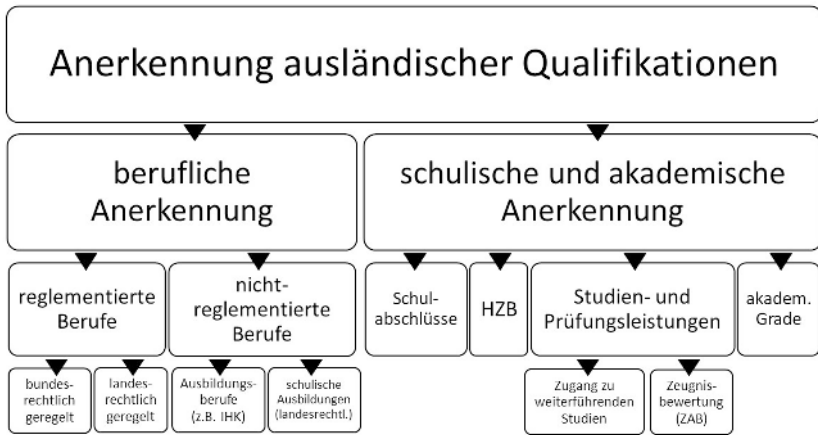 Anerkennung ausländischer Qualifikationen
berufliche
Anerkennung
schulische und akademische
Anerkennung
reglementierte
Berufe
nicht-
reglementierte
Berufe
Schul-
abschlüsse
HZB
Studien- und
Prüfungsleistungen
akadem.
Grade
bundes-
rechtlich
geregelt
landes-
rechtlich
geregelt
Ausbildungs-
berufe
(z.B. IHK)
schulische
Ausbildungen
(landesrechtl.)
Zugang zu
weiterführenden
Studien
Zeugnis-
bewertung
(ZAB)